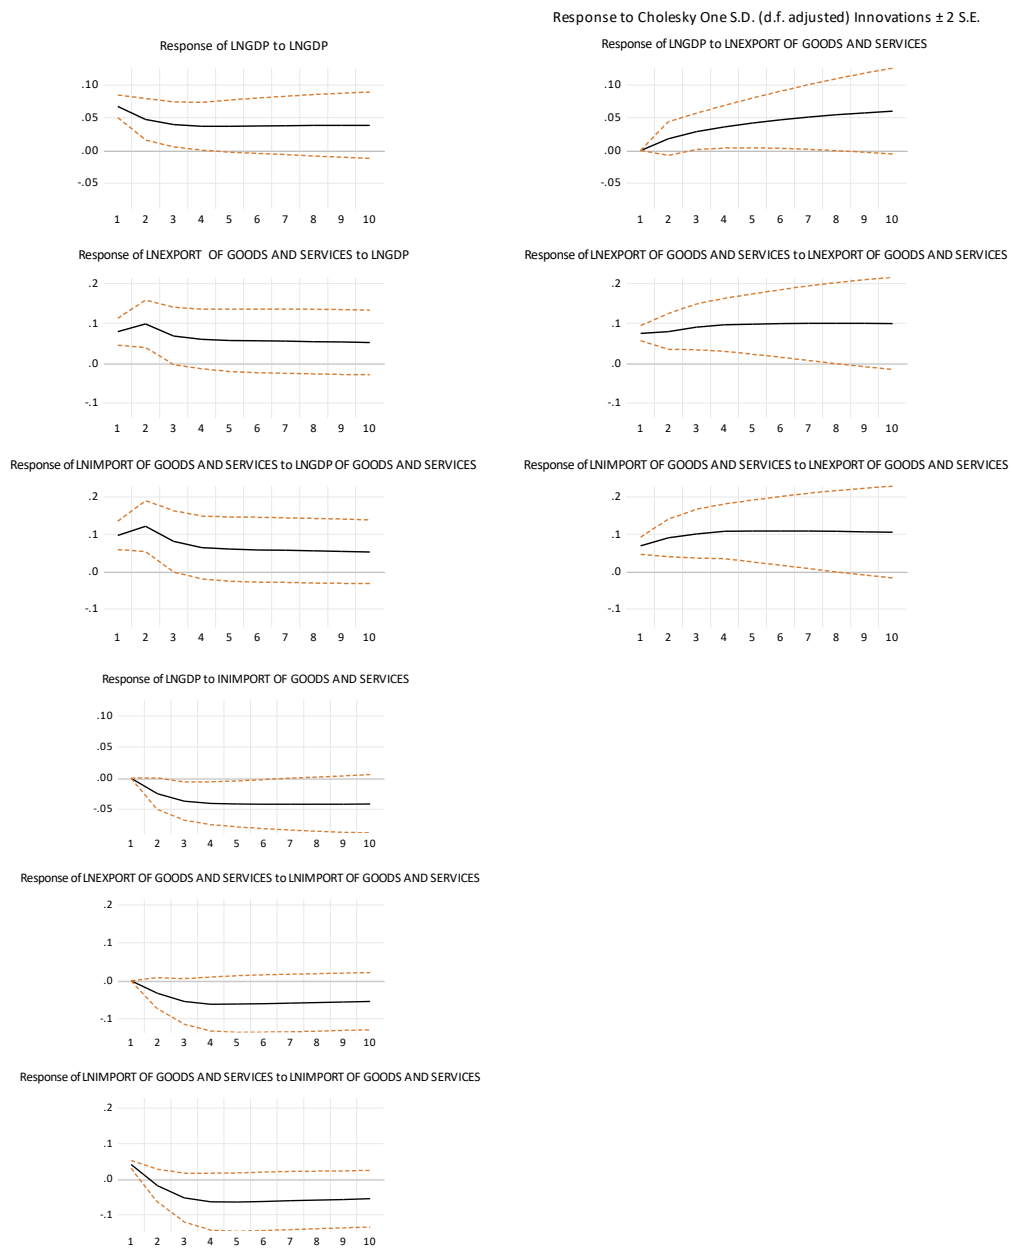 Response to Cholesky One S.D. (d.f. adjusted) Innovations ± 2 S.E.
Response of LNGDP to LNGDP
.10
.05
.00
-.05
1 2 3 4 5 6 7 8 9 10
Response of LNGDP to LNEXPORT OF GOODS AND SERVICES
.10
.05
.00
-.05
1 2 3 4 5 6 7 8 9 10
Response of LNEXPORT OF GOODS AND SERVICES to LNGDP
.2
.1
.0
-.1
1 2 3 4 5 6 7 8 9 10
Response of LNEXPORT OF GOODS AND SERVICES to LNEXPORT OF GOODS AND SERVICES
.2
.1
.0
-.1
1 2 3 4 5 6 7 8 9 10
Response of LNIMPORT OF GOODS AND SERVICES to LNGDP OF GOODS AND SERVICES
.2
.1
.0
-.1
1 2 3 4 5 6 7 8 9 10
Response of LNIMPORT OF GOODS AND SERVICES to LNEXPORT OF GOODS AND SERVICES
.2
.1
.0
-.1
1 2 3 4 5 6 7 8 9 10
Response of LNGDP to INIMPORT OF GOODS AND SERVICES
.10
.05
.00
-.05
1 2 3 4 5 6 7 8 9 10
Response of LNEXPORT OF GOODS AND SERVICES to LNIMPORT OF GOODS AND SERVICES
.2
.1
.0
-.1
1 2 3 4 5 6 7 8 9 10
Response of LNIMPORT OF GOODS AND SERVICES to LNIMPORT OF GOODS AND SERVICES
.2
.1
.0
-.1
1 2 3 4 5 6 7 8 9 10